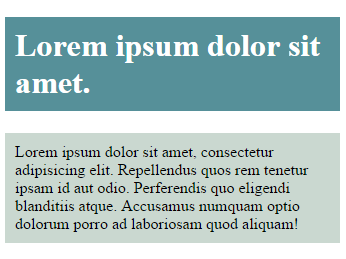 Lorem ipsum dolor sit
amet.
Lorem ipsum dolor sit amet, consectetur
adipisicing elit. Repellendus quos rem tenetur
ipsam id aut odio. Perferendis quo eligendi
blanditiis atque. Accusamus numquam optio
dolorum porro ad laboriosam quod aliquam!